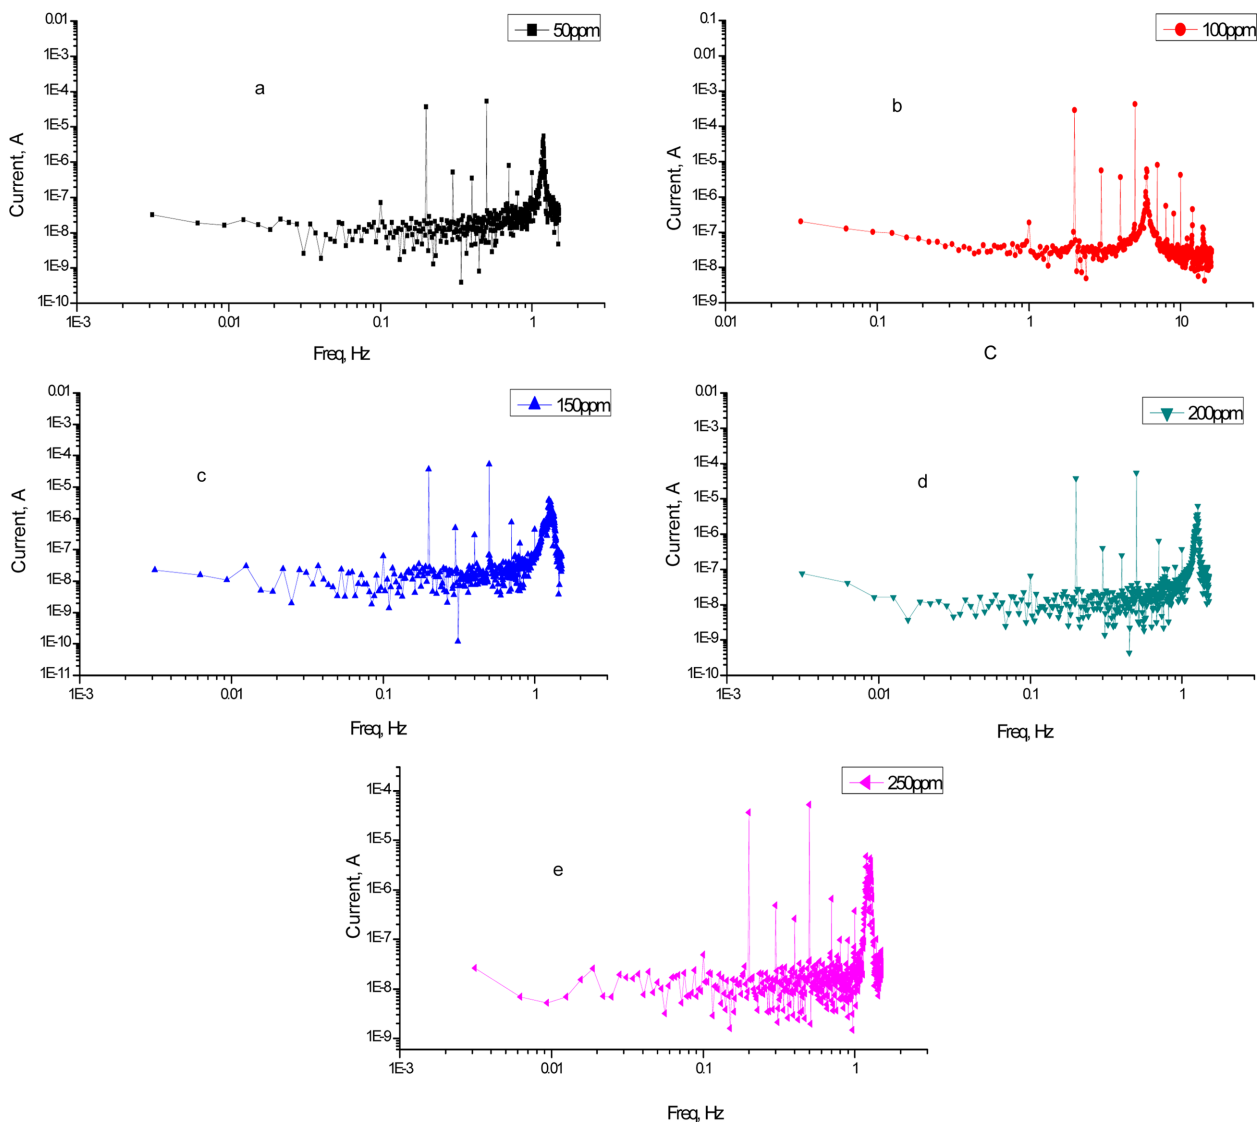 50ppm
a
0.01
1E-3
1E-4
1E-5
1E-6
1E-7
1E-8
1E-9
1E-10
Current, A
1E-3 0.01 0.1 1
Freq, Hz
100ppm
b
0.1
0.01
1E-3
1E-4
1E-5
1E-6
1E-7
1E-8
1E-9
Current, A
0.01 0.1 1 10
C
150ppm
c
0.01
1E-3
1E-4
1E-5
1E-6
1E-7
1E-8
1E-9
1E-10
1E-11
Current, A
1E-3 0.01 0.1 1
Freq, Hz
200ppm
d
0.01
1E-3
1E-4
1E-5
1E-6
1E-7
1E-8
1E-9
1E-10
Current, A
1E-3 0.01 0.1 1
Freq, Hz
250ppm
e
1E-4
1E-5
1E-6
1E-7
1E-8
1E-9
Current, A
1E-3 0.01 0.1 1
Freq, Hz